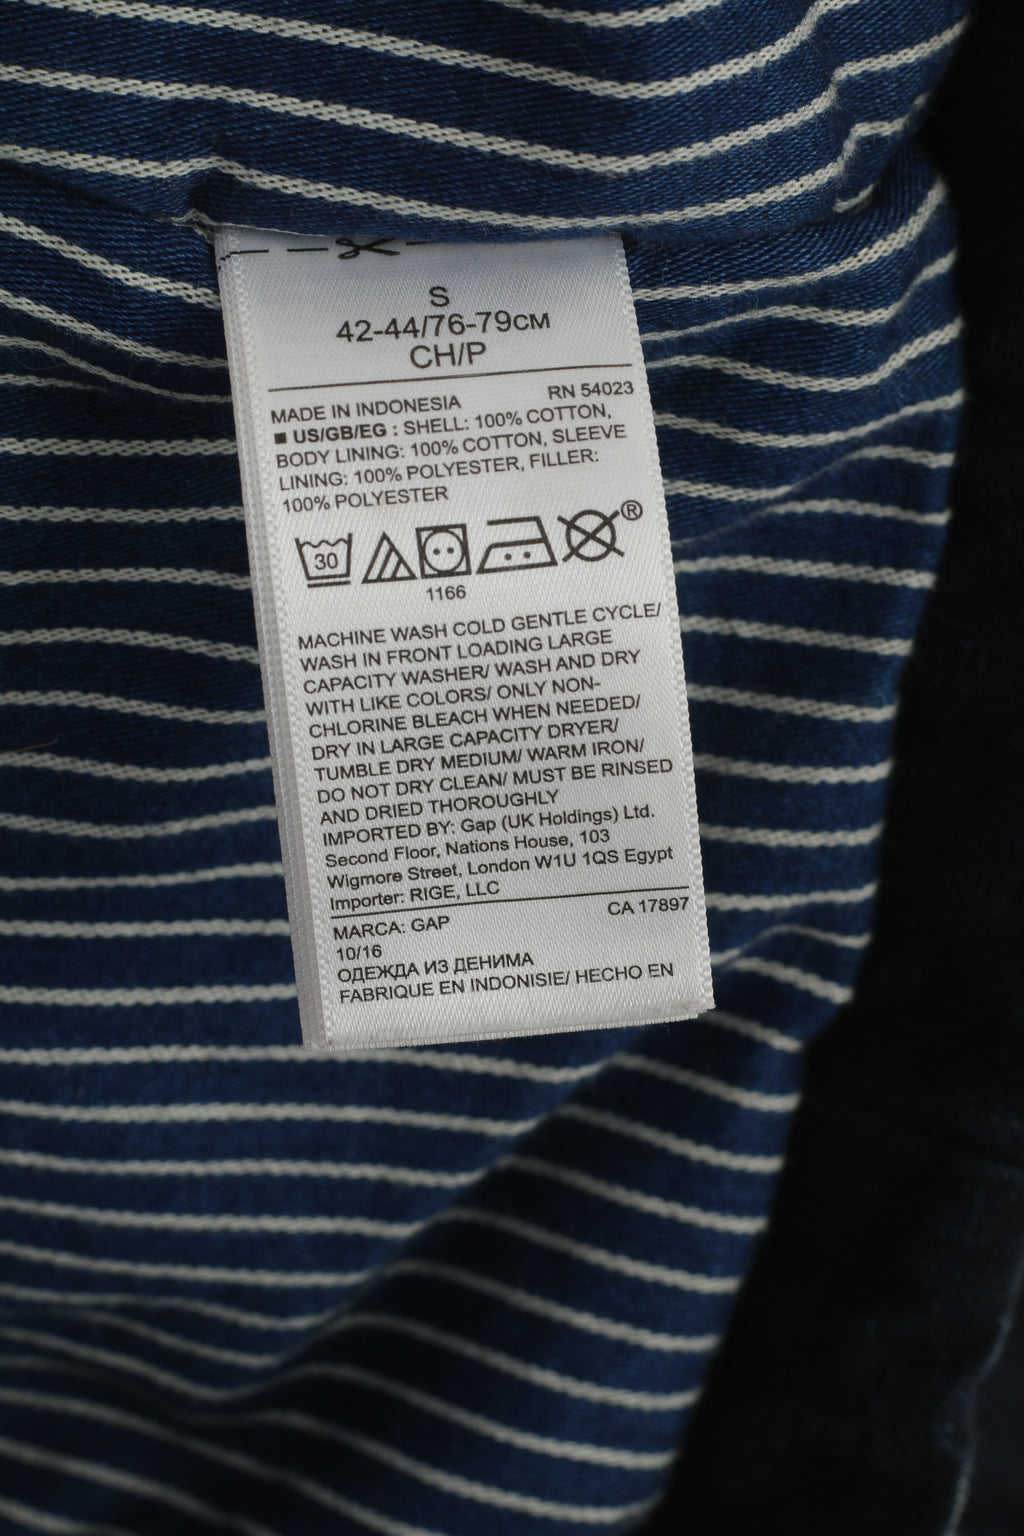 S
42-44/76-79см
CH/P
MADE IN INDONESIA RN 54023
■ US/GB/EG : SHELL: 100% COTTON,
BODY LINING: 100% COTTON, SLEEVE
LINING: 100% POLYESTER, FILLER:
100% POLYESTER
30 ®
1166
MACHINE WASH COLD GENTLE CYCLE/
WASH IN FRONT LOADING LARGE
CAPACITY WASHER/ WASH AND DRY
WITH LIKE COLORS/ ONLY NON-
CHLORINE BLEACH WHEN NEEDED/
DRY IN LARGE CAPACITY DRYER/
TUMBLE DRY MEDIUM/ WARM IRON/
DO NOT DRY CLEAN/ MUST BE RINSED
AND DRIED THOROUGHLY
IMPORTED BY: Gap (UK Holdings) Ltd.
Second Floor, Nations House, 103
Wigmore Street, London W1U 1QS Egypt
Importer: RIGE, LLC
MARCA: GAP CA 17897
10/16
ОДЕЖДА ИЗ ДЕНИМА
FABRIQUE EN INDONISIE/ HECHO EN